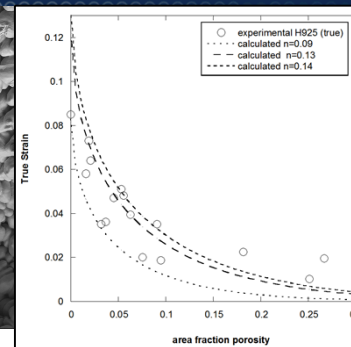 0.12
experimental H925 (true)
calculated n=0.09
calculated n=0.13
calculated n=0.14
0.1
0.08
True Strain
0.06
0.04
0.02
0
0
0.05
0.1
0.15
0.2
0.25
area fraction porosity